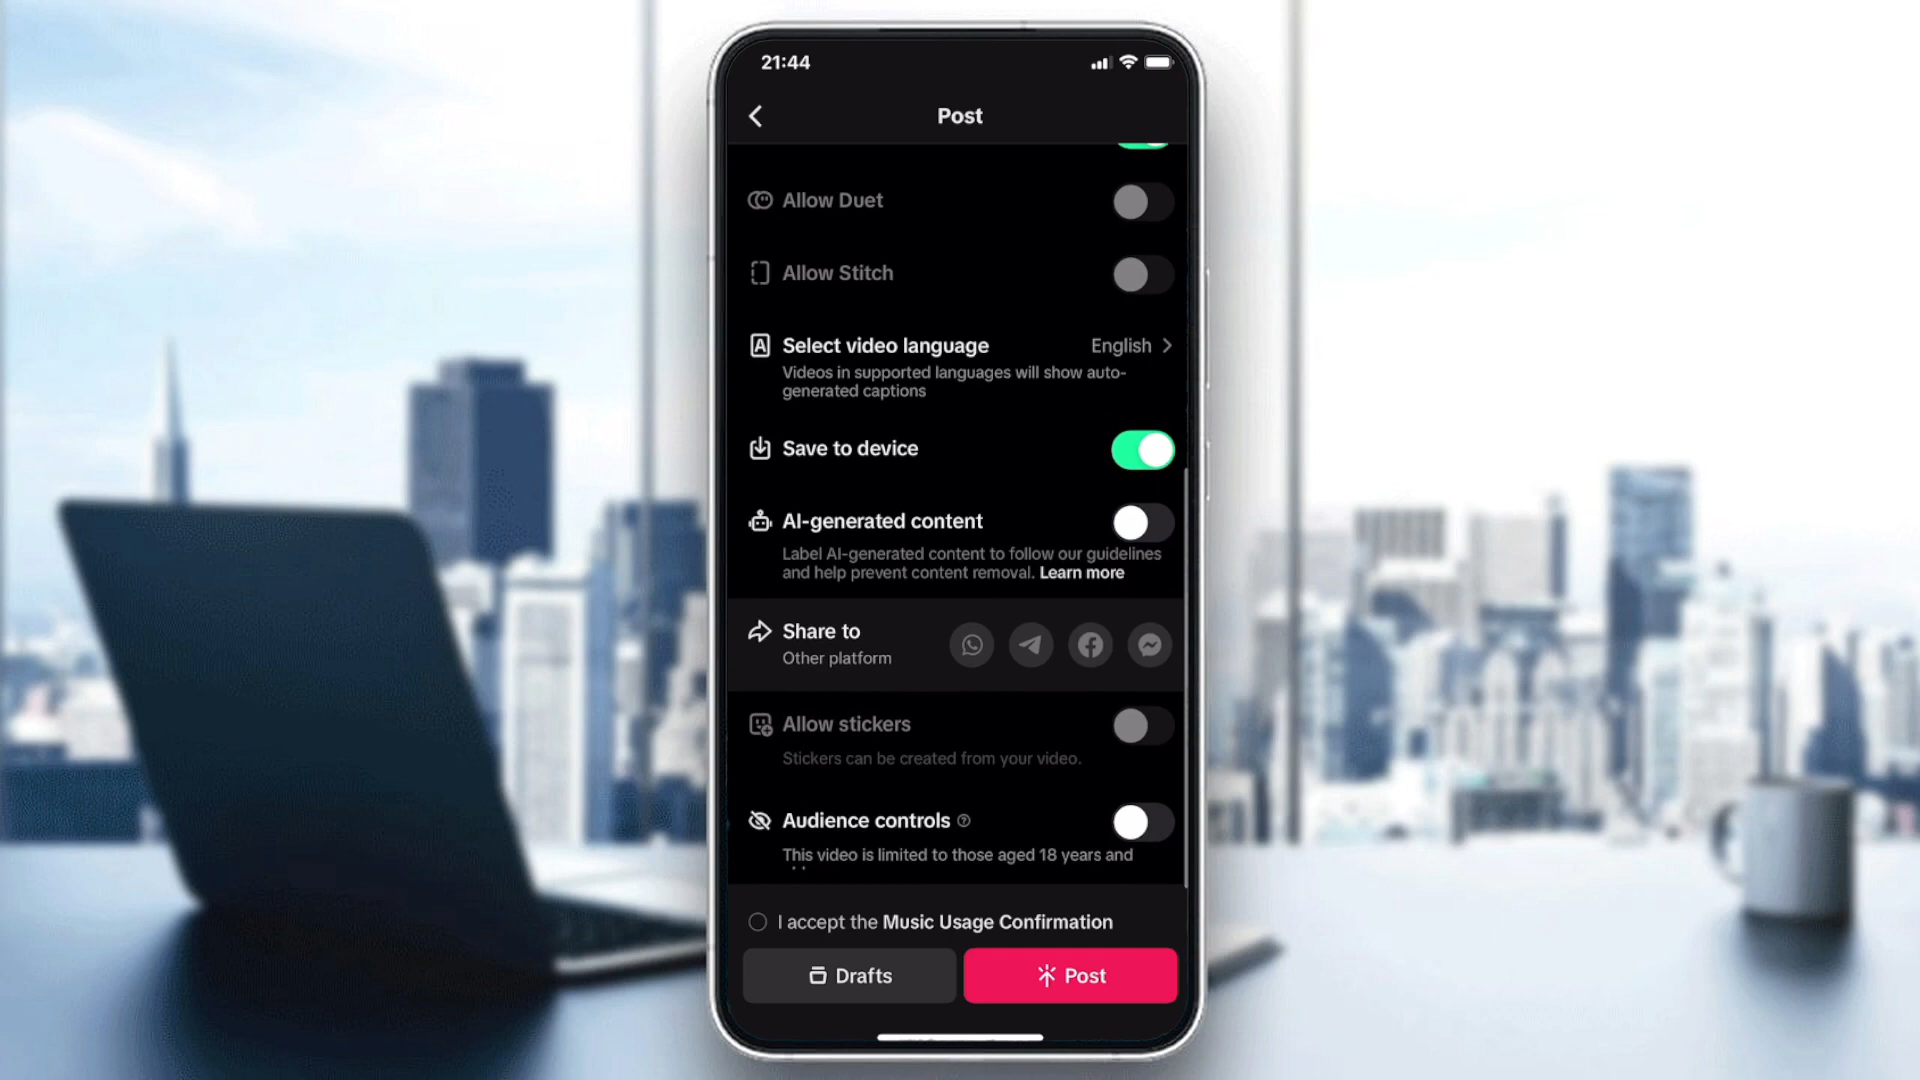 21:44
Post
Allow Duet
Allow Stitch
Select video language
English
Videos in supported languages will show auto-
generated captions
Save to device
AI-generated content
Label AI-generated content to follow our guidelines
and help prevent content removal. Learn more
Share to
Other platform
Allow stickers
Stickers can be created from your video.
Audience controls
This video is limited to those aged 18 years and
I accept the Music Usage Confirmation
Drafts
Post